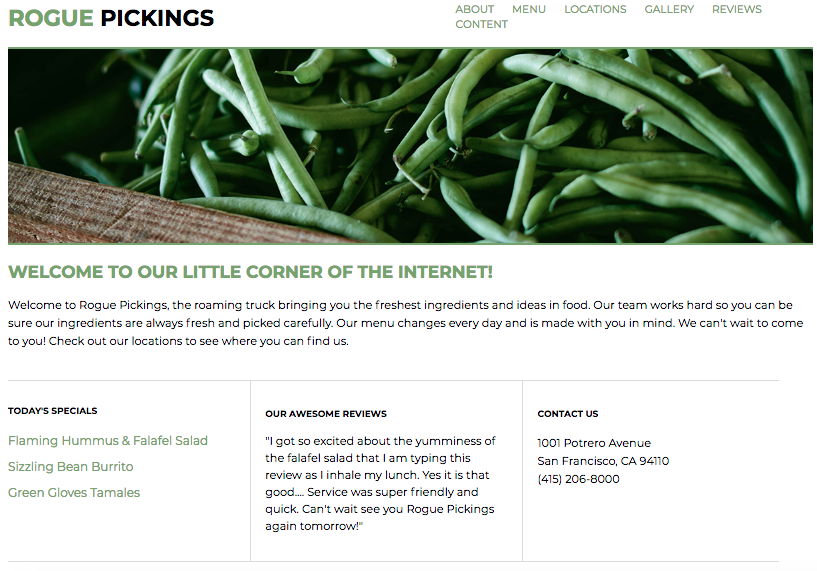 ROGUE PICKINGS
ABOUT MENU LOCATIONS GALLERY REVIEWS
CONTENT
WELCOME TO OUR LITTLE CORNER OF THE INTERNET!
Welcome to Rogue Pickings, the roaming truck bringing you the freshest ingredients and ideas in food. Our team works hard so you can be
sure our ingredients are always fresh and picked carefully. Our menu changes every day and is made with you in mind. We can't wait to come
to you! Check out our locations to see where you can find us.
TODAY'S SPECIALS
Flaming Hummus & Falafel Salad
Sizzling Bean Burrito
Green Gloves Tamales
OUR AWESOME REVIEWS
"I got so excited about the yumminess of
the falafel salad that I am typing this
review as I inhale my lunch. Yes it is that
good.... Service was super friendly and
quick. Can't wait see you Rogue Pickings
again tomorrow!"
CONTACT US
1001 Potrero Avenue
San Francisco, CA 94110
(415) 206-8000